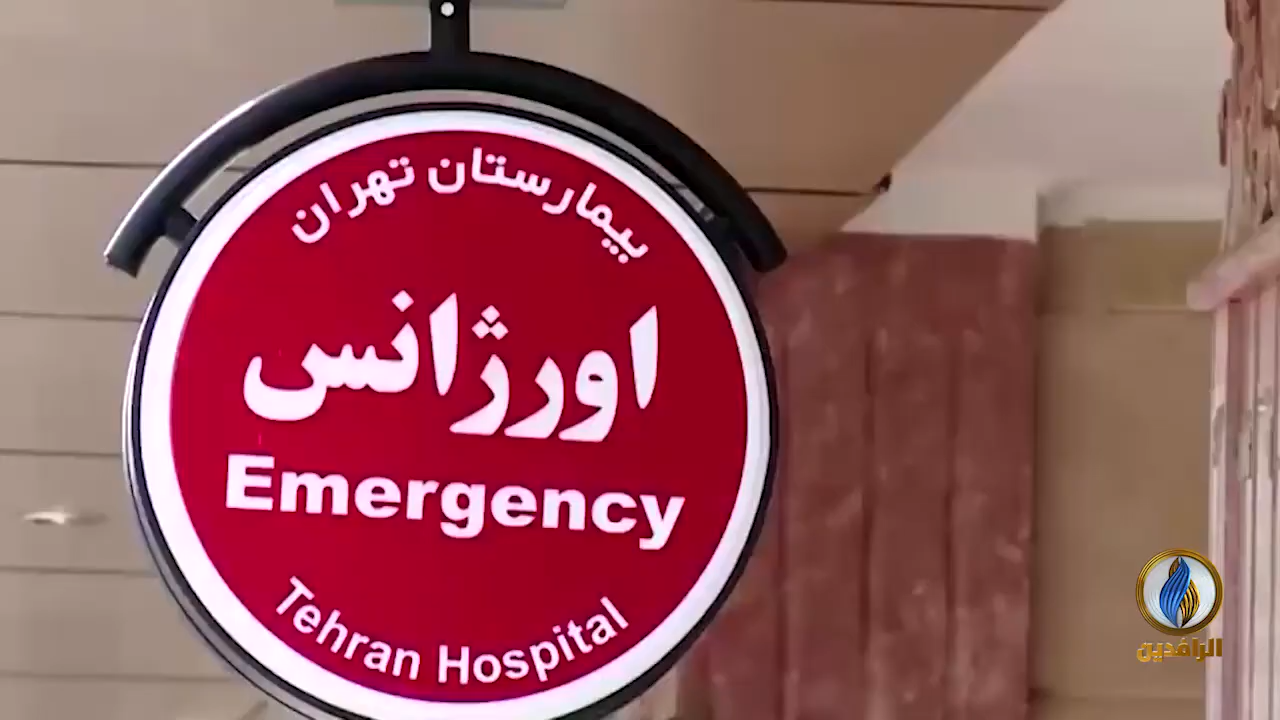 بیمارستان تهران
اورژانس
Emergency
Tehran Hospital
الرافدين